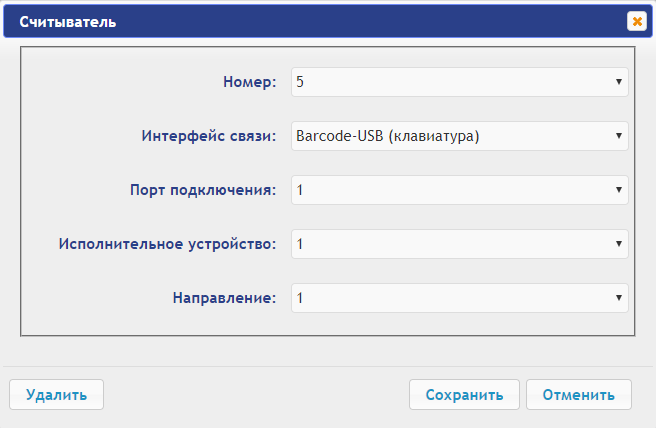 Считыватель
Номер: 5
Интерфейс связи: Barcode-USB (клавиатура)
Порт подключения: 1
Исполнительное устройство: 1
Направление: 1
Удалить Сохранить Отменить